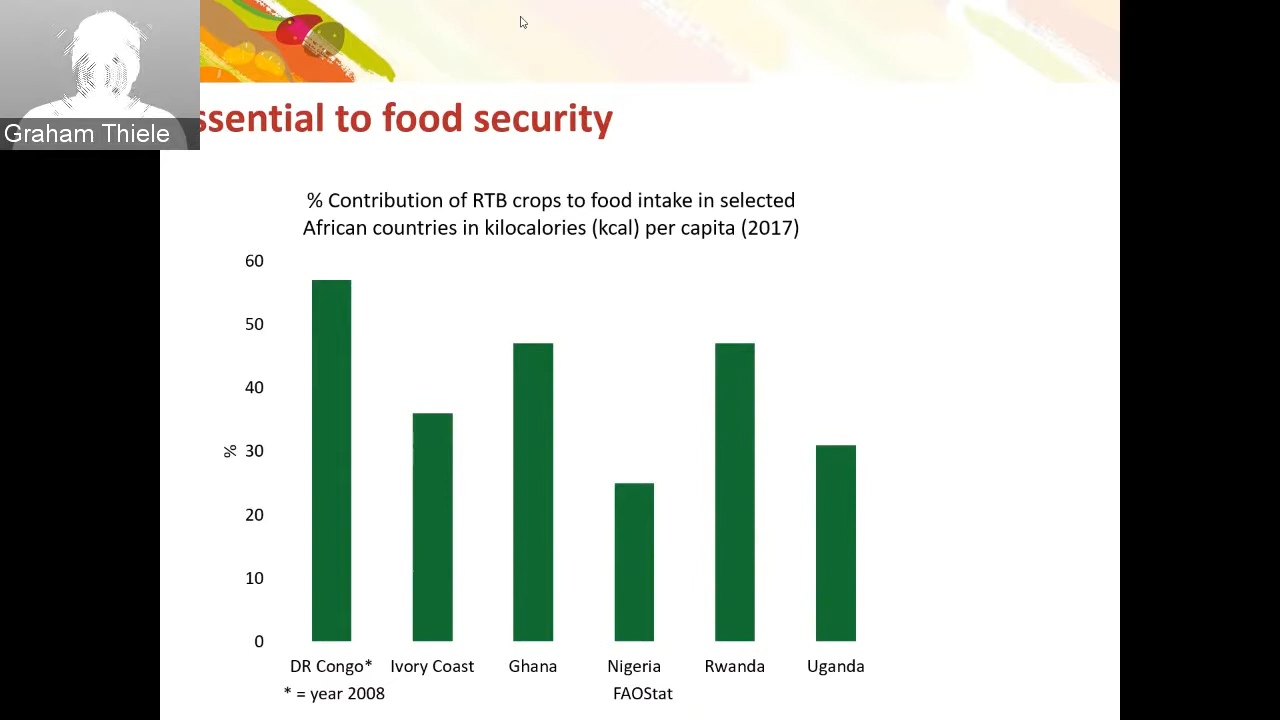 Graham Thiele
ssential to food security
% Contribution of RTB crops to food intake in selected
African countries in kilocalories (kcal) per capita (2017)
60
50
40
%
30
20
10
0
DR Congo* Ivory Coast Ghana Nigeria Rwanda Uganda
* = year 2008 FAOStat